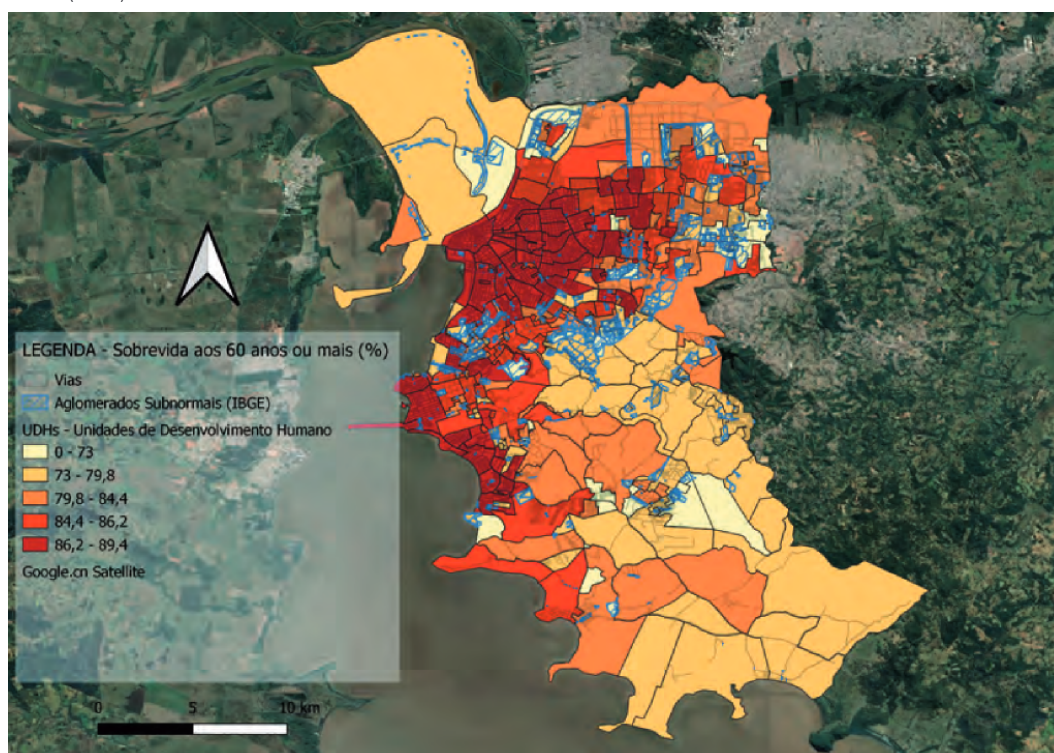 LEGENDA - Sobrevida aos 60 anos ou mais (%)
Vias
Aglomerados Subnormais (IBGE)
UDHs - Unidades de Desenvolvimento Humano
0 - 73
73 - 79,8
79,8 - 84,4
84,4 - 86,2
86,2 - 89,4
Google.cn Satellite
0 5 10 km